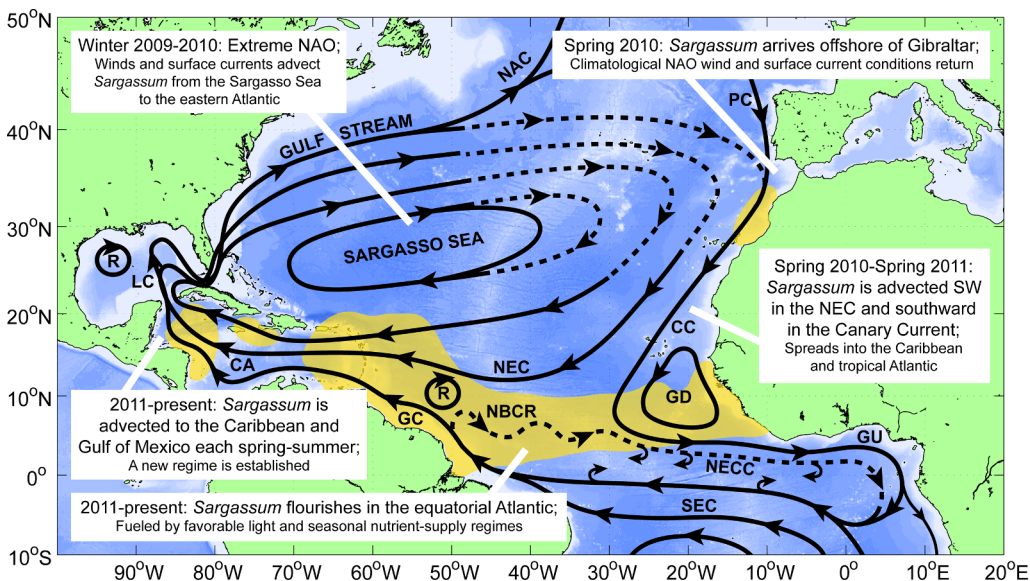 50°N
40°N
30°N
20°N
10°N
0°
10°S
90°W
80°W
70°W
60°W
50°W
40°W
30°W
20°W
10°W
0°
10°E
20°E
Winter 2009-2010: Extreme NAO;
Winds and surface currents advect
Sargassum from the Sargasso Sea
to the eastern Atlantic
Spring 2010: Sargassum arrives offshore of Gibraltar;
Climatological NAO wind and surface current conditions return
NAC
PC
GULF STREAM
SARGASSO SEA
R
LC
Spring 2010-Spring 2011:
Sargassum is advected SW
in the NEC and southward
in the Canary Current;
Spreads into the Caribbean
and tropical Atlantic
CC
CA
NEC
R
GD
NBCR
GC
GU
NECC
SEC
2011-present: Sargassum is
advected to the Caribbean and
Gulf of Mexico each spring-summer;
A new regime is established
2011-present: Sargassum flourishes in the equatorial Atlantic;
Fueled by favorable light and seasonal nutrient-supply regimes